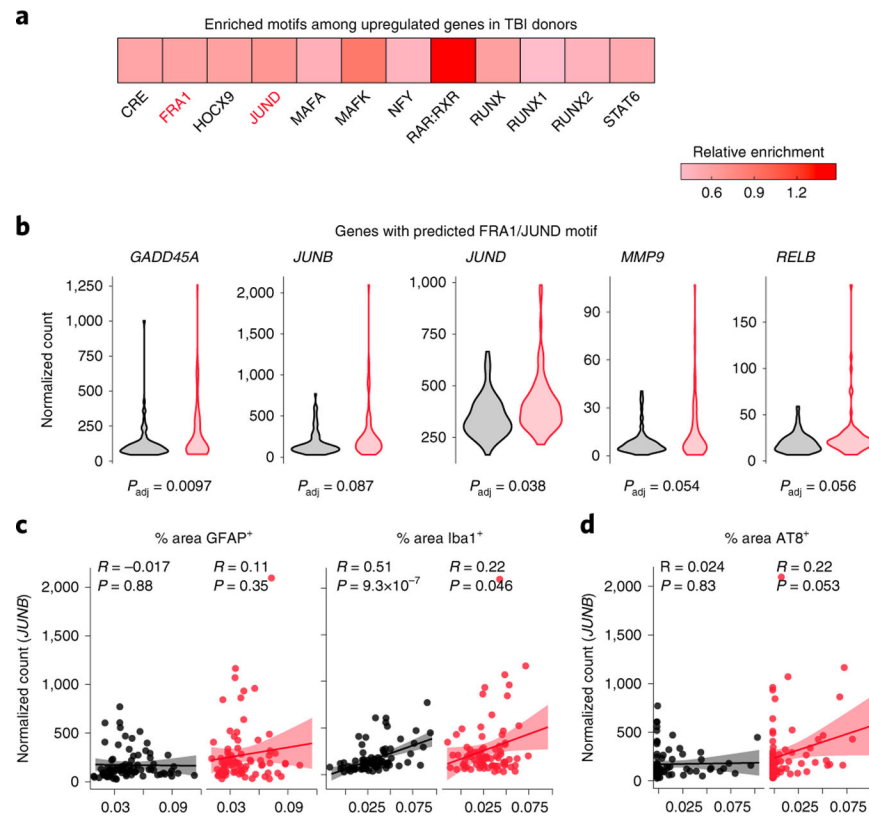 a
Enriched motifs among upregulated genes in TBI donors
CRE
FRA1
HOCX9
JUND
MAFA
MAFK
NFY
RAR:RXR
RUNX
RUNX1
RUNX2
STAT6
Relative enrichment
0.6 0.9 1.2
b
Genes with predicted FRA1/JUND motif
GADD45A JUNB JUND MMP9 RELB
Normalized count
1,250
1,000
750
500
250
0
2,000
1,500
1,000
500
0
1,000
750
500
250
90
60
30
0
150
100
50
0
Padj = 0.0097 Padj = 0.087 Padj = 0.038 Padj = 0.054 Padj = 0.056
c
% area GFAP+ % area Iba1+
R = −0.017 R = 0.11 R = 0.51 R = 0.22
P = 0.88 P = 0.35 P = 9.3×10−7 P = 0.046
Normalized count (JUNB)
2,000
1,500
1,000
500
0
0.03 0.09 0.03 0.09 0.025 0.075 0.025 0.075
d
% area AT8+
R = 0.024 R = 0.22
P = 0.83 P = 0.053
Normalized count (JUNB)
2,000
1,500
1,000
500
0
0.025 0.075 0.025 0.075